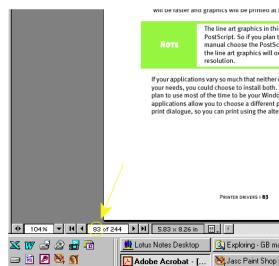 will be faster and graphics will be printed at
NOTE
The line art graphics in this
PostScript. So if you plan t
manual choose the PostSc
the line art graphics will on
resolution.
If your applications vary so much that neither
your needs, you could choose to install both.
plan to use most of the time to be your Window
applications allow you to choose a different p
print dialogue, so you can print using the alte
PRINTER DRIVERS I 83
104% 83 of 244 5.83 x 8.26 in
Lotus Notes Desktop Exploring - GB ma
Adobe Acrobat - [... Jasc Paint Shop